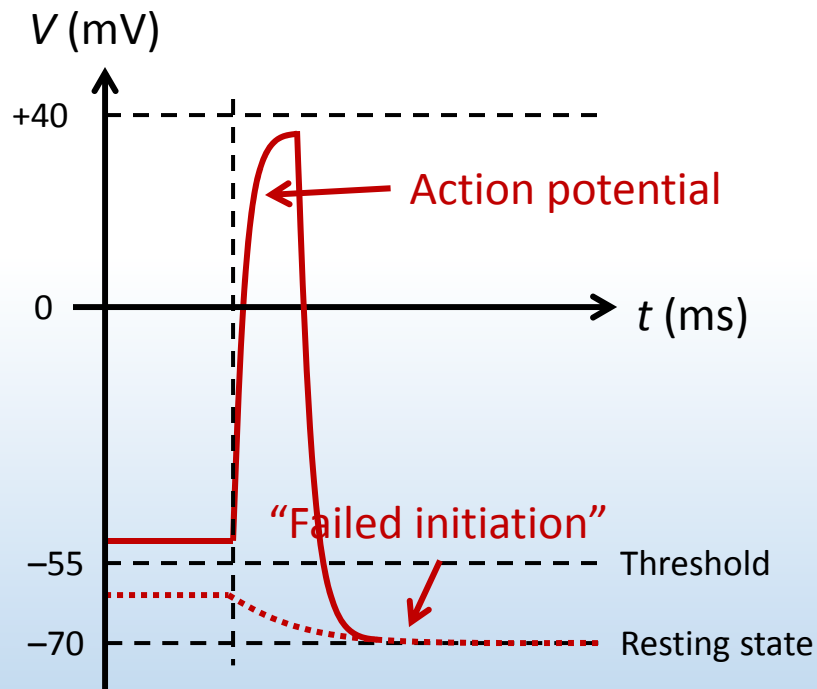 V (mV)
+40
Action potential
0
t (ms)
“Failed initiation”
–55
Threshold
–70
Resting state